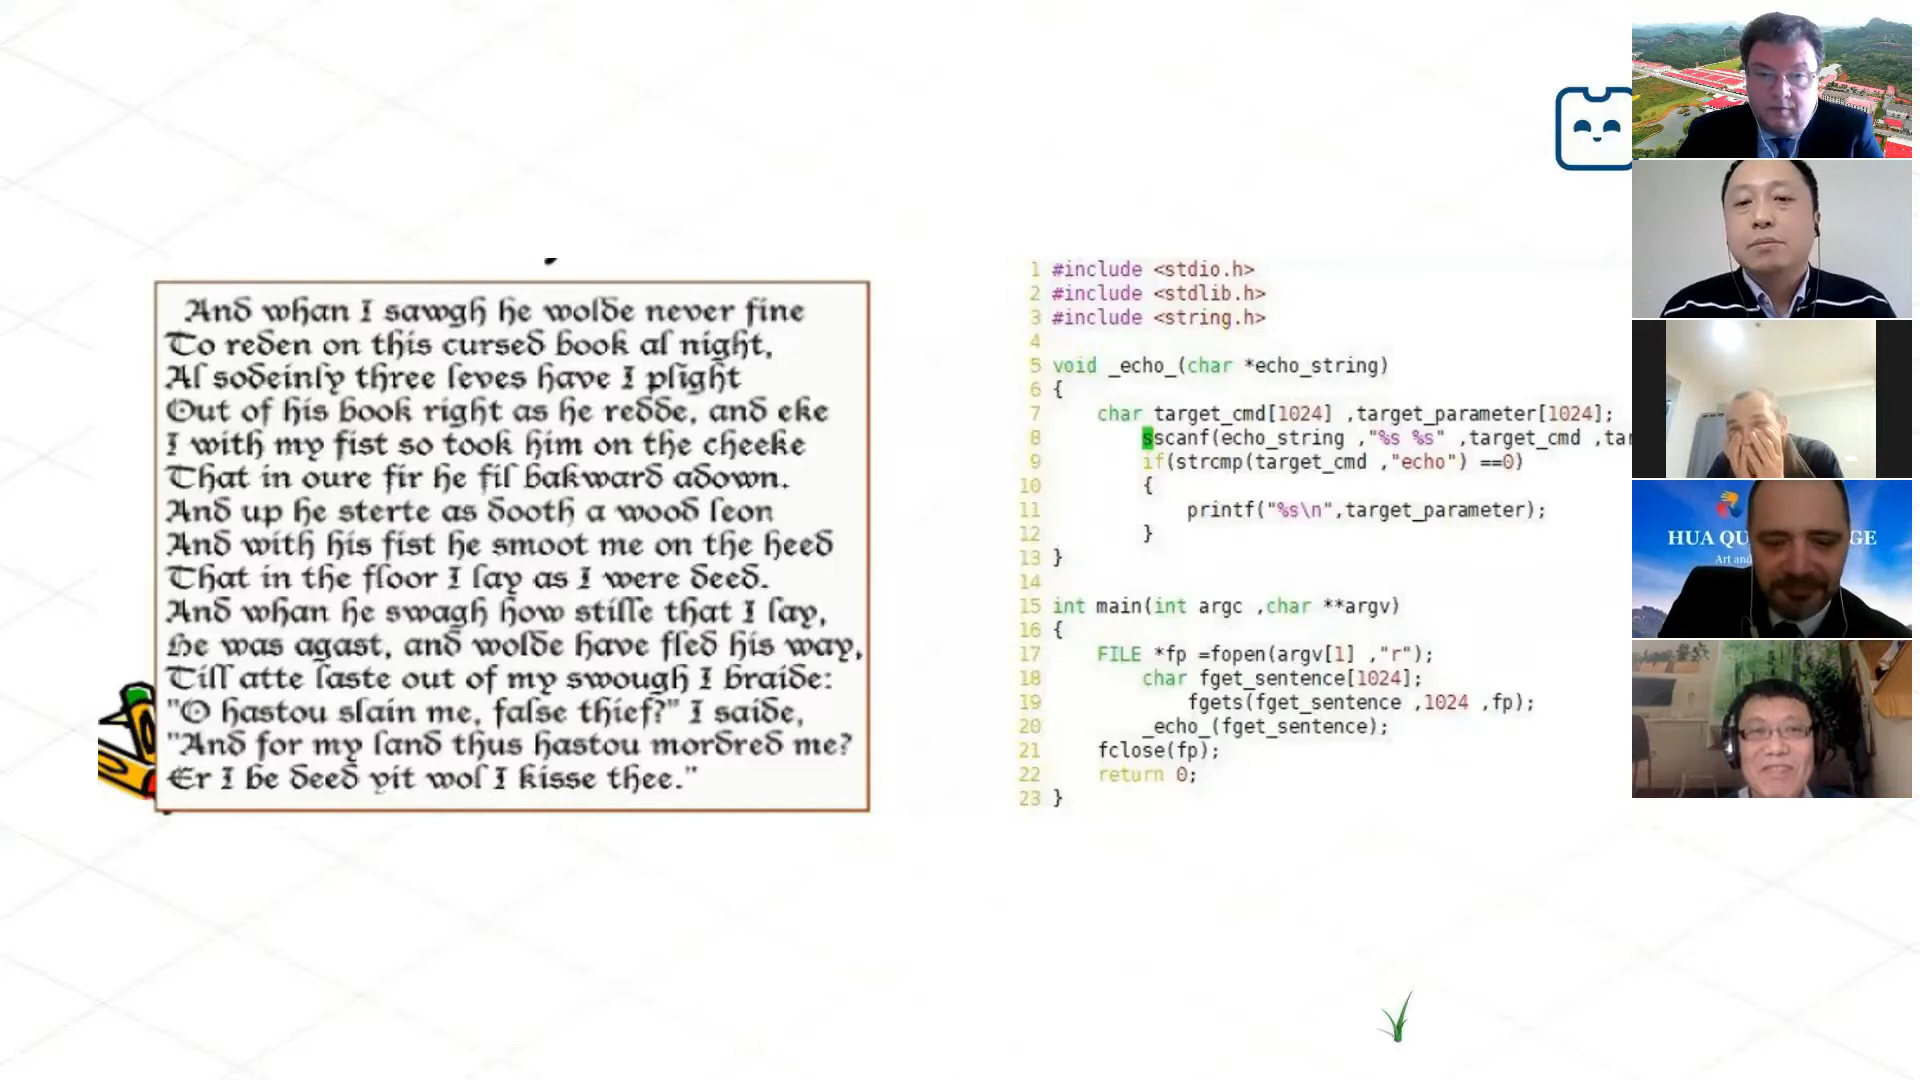 And whan I sawgh he wolde never fine
To reden on this cursed book al night,
Al sodeinly three leves have I plight
Out of his book right as he redde, and eke
I with my fist so took him on the cheeke
That in oure fir he fil bakward adown.
And up he sterte as dooth a wood leon
And with his fist he smoot me on the heed
That in the floor I lay as I were deed.
And whan he swagh how stille that I lay,
He was agast, and wolde have fled his way,
Till atte laste out of my swough I braide:
"O hastou slain me, false thief?" I saide,
"And for my land thus hastou mordred me?
Er I be deed yit wol I kisse thee."
1 #include <stdio.h>
2 #include <stdlib.h>
3 #include <string.h>
4
5 void _echo_(char *echo_string)
6 {
7 char target_cmd[1024] ,target_parameter[1024];
8 sscanf(echo_string ,"%s %s" ,target_cmd ,tar
9 if(strcmp(target_cmd ,"echo") ==0)
10 {
11 printf("%s\n",target_parameter);
12 }
13 }
14
15 int main(int argc ,char **argv)
16 {
17 FILE *fp =fopen(argv[1] ,"r");
18 char fget_sentence[1024];
19 fgets(fget_sentence ,1024 ,fp);
20 _echo_(fget_sentence);
21 fclose(fp);
22 return 0;
23 }
HUA QU GE
Art and